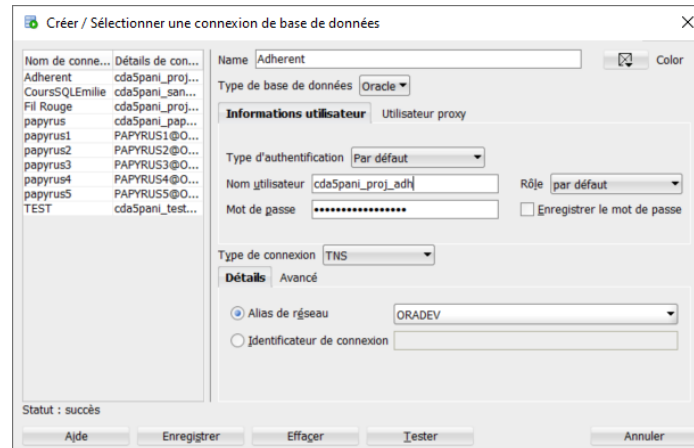 Créer / Sélectionner une connexion de base de données
Nom de conne... Détails de con...
Adherent cda5pani_proj...
CoursSQLEmilie cda5pani_san...
Fil Rouge cda5pani_proj...
papyrus cda5pani_pap...
papyrus1 PAPYRUS1@O...
papyrus2 PAPYRUS2@O...
papyrus3 PAPYRUS3@O...
papyrus4 PAPYRUS4@O...
papyrus5 PAPYRUS5@O...
TEST cda5pani_test...
Name Adherent Color
Type de base de données Oracle
Informations utilisateur Utilisateur proxy
Type d'authentification Par défaut
Nom utilisateur cda5pani_proj_adh Rôle par défaut
Mot de passe ••••••••••••••••• Enregistrer le mot de passe
Type de connexion TNS
Détails Avancé
Alias de réseau ORADEV
Identificateur de connexion
Statut : succès
Aide Enregistrer Effacer Tester Annuler